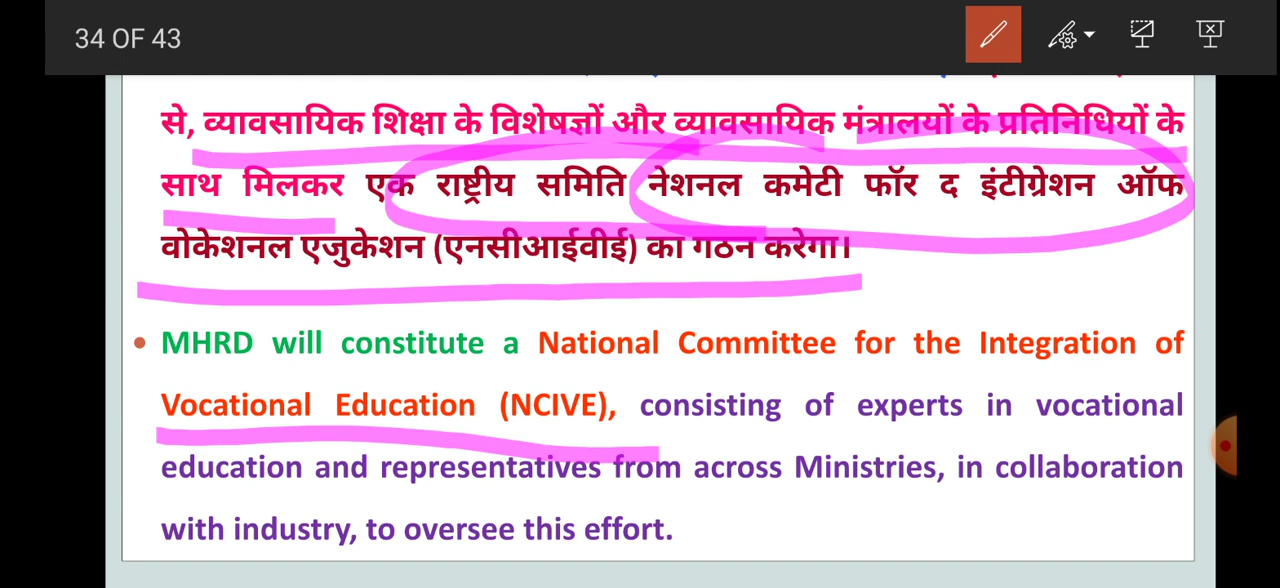 34 OF 43
से, व्यावसायिक शिक्षा के विशेषज्ञों और व्यावसायिक मंत्रालयों के प्रतिनिधियों के
साथ मिलकर एक राष्ट्रीय समिति नेशनल कमेटी फॉर द इंटीग्रेशन ऑफ
वोकेशनल एजुकेशन (एनसीआईवीई) का गठन करेगा।
• MHRD will constitute a National Committee for the Integration of
Vocational Education (NCIVE), consisting of experts in vocational
education and representatives from across Ministries, in collaboration
with industry, to oversee this effort.